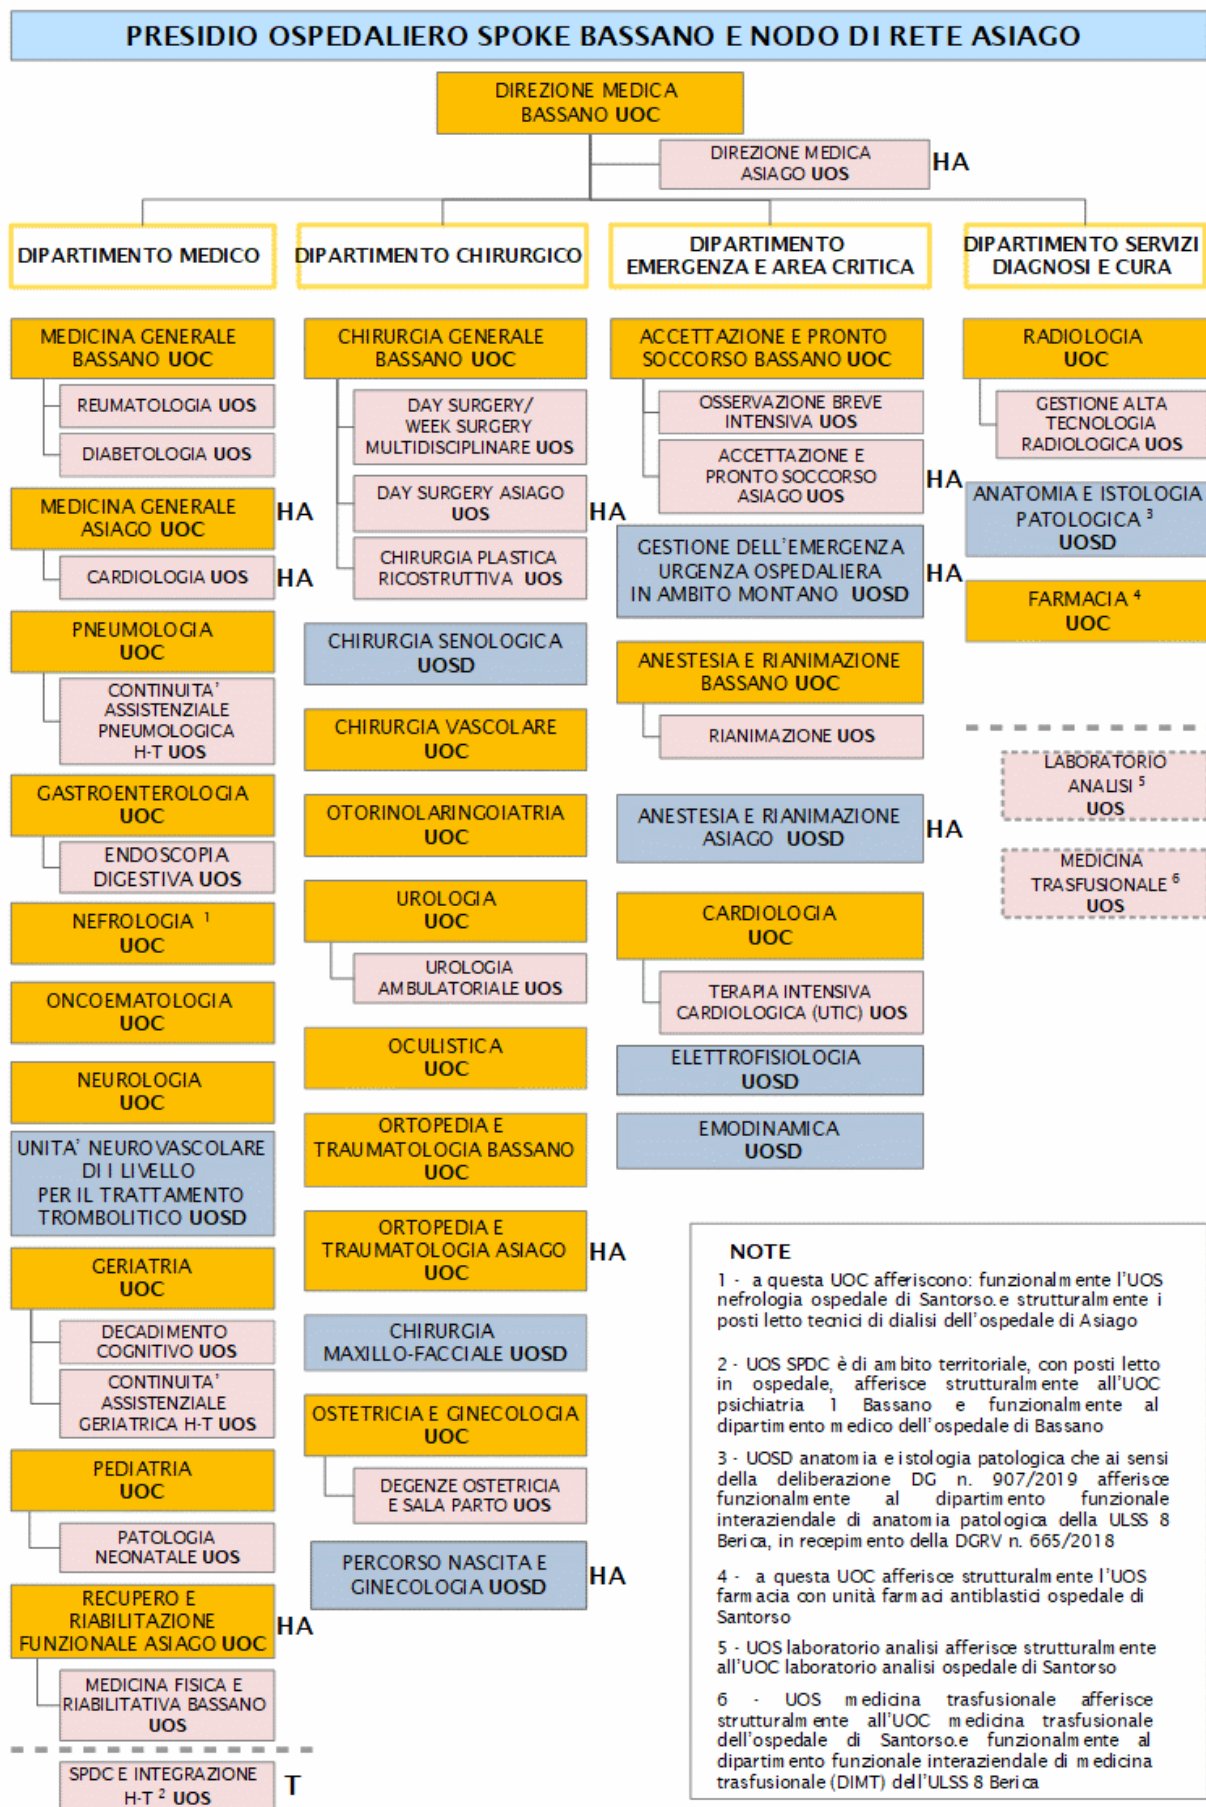 PRESIDIO OSPEDALIERO SPOKE BASSANO E NODO DI RETE ASIAGO
DIREZIONE MEDICA
BASSANO UOC
DIREZIONE MEDICA
ASIAGO UOS
HA
DIPARTIMENTO MEDICO
MEDICINA GENERALE
BASSANO UOC
REUMATOLOGIA UOS
DIABETOLOGIA UOS
MEDICINA GENERALE
ASIAGO UOC
HA
CARDIOLOGIA UOS
HA
PNEUMOLOGIA
UOC
CONTINUITA'
ASSISTENZIALE
PNEUMOLOGICA
H-T UOS
GASTROENTEROLOGIA
UOC
ENDOSCOPIA
DIGESTIVA UOS
NEFROLOGIA 1
UOC
ONCOEMATOLOGIA
UOC
NEUROLOGIA
UOC
UNITA' NEUROVASCOLARE
DI I LIVELLO
PER IL TRATTAMENTO
TROMBOLITICO UOSD
GERIATRIA
UOC
DECADIMENTO
COGNITIVO UOS
CONTINUITA'
ASSISTENZIALE
GERIATRICA H-T UOS
PEDIATRIA
UOC
PATOLOGIA
NEONATALE UOS
RECUPERO E
RIABILITAZIONE
FUNZIONALE ASIAGO UOC
HA
MEDICINA FISICA E
RIABILITATIVA BASSANO
UOS
SPDC E INTEGRAZIONE
H-T 2 UOS
T
DIPARTIMENTO CHIRURGICO
CHIRURGIA GENERALE
BASSANO UOC
DAY SURGERY/
WEEK SURGERY
MULTIDISCIPLINARE UOS
DAY SURGERY ASIAGO
UOS
HA
CHIRURGIA PLASTICA
RICOSTRUTTIVA UOS
CHIRURGIA SENOLOGICA
UOSD
CHIRURGIA VASCOLARE
UOC
OTORINOLARINGOIATRIA
UOC
UROLOGIA
UOC
UROLOGIA
AMBULATORIALE UOS
OCULISTICA
UOC
ORTOPEDIA E
TRAUMATOLOGIA BASSANO
UOC
ORTOPEDIA E
TRAUMATOLOGIA ASIAGO
UOC
HA
CHIRURGIA
MAXILLO-FACCIALE UOSD
OSTETRICIA E GINECOLOGIA
UOC
DEGENZE OSTETRICIA
E SALA PARTO UOS
PERCORSO NASCITA E
GINECOLOGIA UOSD
HA
DIPARTIMENTO
EMERGENZA E AREA CRITICA
ACCETTAZIONE E PRONTO
SOCCORSO BASSANO UOC
OSSERVAZIONE BREVE
INTENSIVA UOS
ACCETTAZIONE E
PRONTO SOCCORSO
ASIAGO UOS
HA
GESTIONE DELL'EMERGENZA
URGENZA OSPEDALIERA
IN AMBITO MONTANO UOSD
HA
ANESTESIA E RIANIMAZIONE
BASSANO UOC
RIANIMAZIONE UOS
ANESTESIA E RIANIMAZIONE
ASIAGO UOSD
HA
CARDIOLOGIA
UOC
TERAPIA INTENSIVA
CARDIOLOGICA (UTIC) UOS
ELETTROFISIOLOGIA
UOSD
EMODINAMICA
UOSD
DIPARTIMENTO SERVIZI
DIAGNOSI E CURA
RADIOLOGIA
UOC
GESTIONE ALTA
TECNOLOGIA
RADIOLOGICA UOS
ANATOMIA E ISTOLOGIA
PATOLOGICA 3
UOSD
FARMACIA 4
UOC
LABORATORIO
ANALISI 5
UOS
MEDICINA
TRASFUSIONALE 6
UOS
NOTE
1 - a questa UOC afferiscono: funzionalmente l'UOS
nefrologia ospedale di Santorso.e strutturalmente i
posti letto tecnici di dialisi dell'ospedale di Asiago
2 - UOS SPDC è di ambito territoriale, con posti letto
in ospedale, afferisce strutturalmente all'UOC
psichiatria 1 Bassano e funzionalmente al
dipartimento medico dell'ospedale di Bassano
3 - UOSD anatomia e istologia patologica che ai sensi
della deliberazione DG n. 907/2019 afferisce
funzionalmente al dipartimento funzionale
interaziendale di anatomia patologica della ULSS 8
Berica, in recepimento della DGRV n. 665/2018
4 - a questa UOC afferisce strutturalmente l'UOS
farmacia con unità farmaci antiblastici ospedale di
Santorso
5 - UOS laboratorio analisi afferisce strutturalmente
all'UOC laboratorio analisi ospedale di Santorso
6 - UOS medicina trasfusionale afferisce
strutturalmente all'UOC medicina trasfusionale
dell'ospedale di Santorso.e funzionalmente al
dipartimento funzionale interaziendale di medicina
trasfusionale (DIMT) dell'ULSS 8 Berica